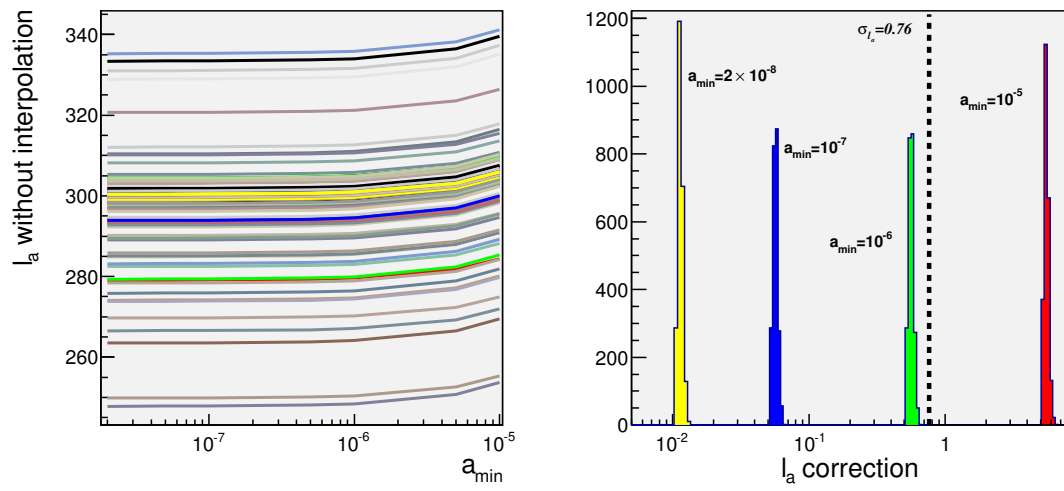 l_a without interpolation
340
320
300
280
260
10^-7
10^-6
10^-5
a_min
1200
1000
800
600
400
200
0
σ_l_a=0.76
a_min=2×10^-8
a_min=10^-5
a_min=10^-7
a_min=10^-6
10^-2
10^-1
1
l_a correction